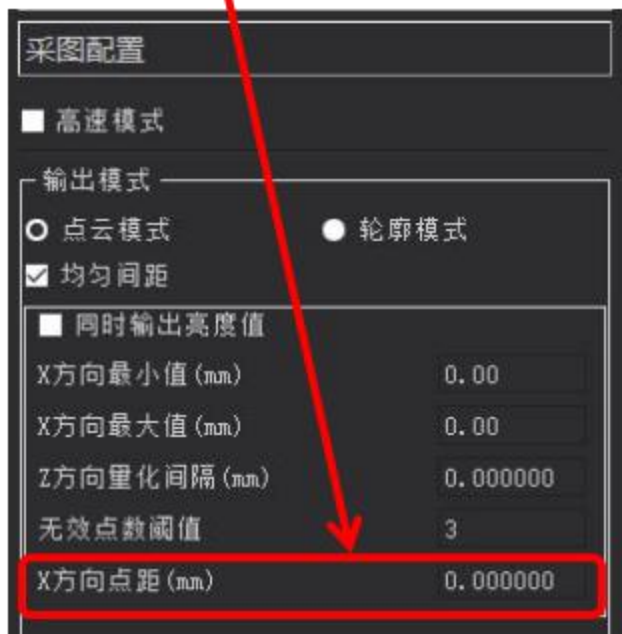 采图配置
高速模式
输出模式
点云模式 轮廓模式
均匀间距
同时输出亮度值
X方向最小值(mm) 0.00
X方向最大值(mm) 0.00
Z方向量化间隔(mm) 0.000000
无效点数阈值 3
X方向点距(mm) 0.000000